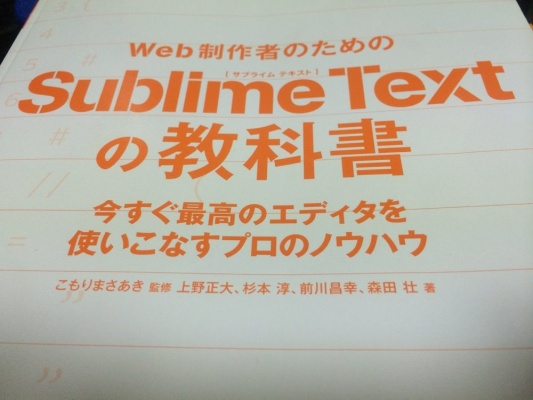 Web制作者のための
[サブライム テキスト]
Sublime Text
の教科書
今すぐ最高のエディタを
使いこなすプロのノウハウ
こもりまさあき 監修 上野正大、杉本 淳、前川昌幸、森田 壮 著